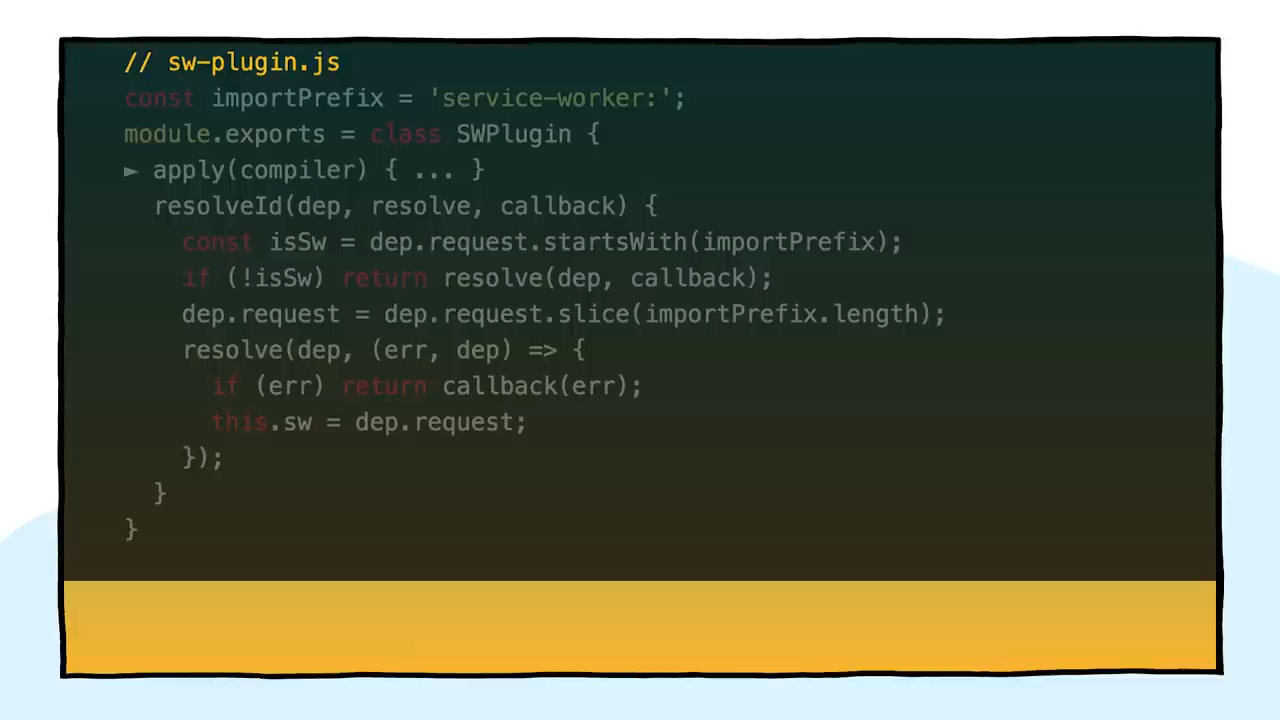 // sw-plugin.js
const importPrefix = 'service-worker:';
module.exports = class SWPlugin {
► apply(compiler) { ... }
  resolveId(dep, resolve, callback) {
    const isSw = dep.request.startsWith(importPrefix);
    if (!isSw) return resolve(dep, callback);
    dep.request = dep.request.slice(importPrefix.length);
    resolve(dep, (err, dep) => {
      if (err) return callback(err);
      this.sw = dep.request;
    });
  }
}